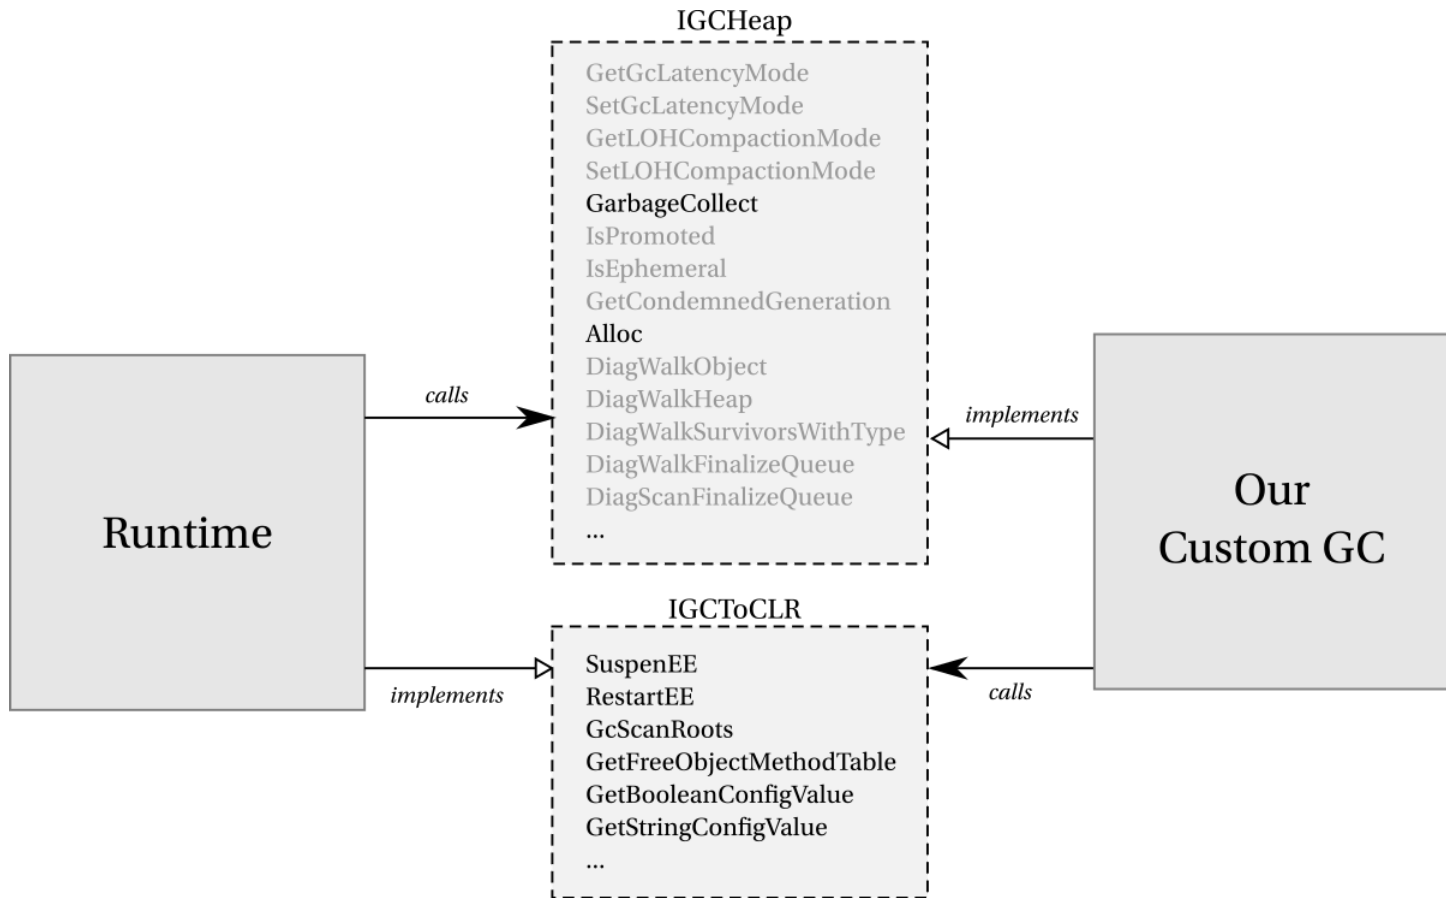 IGCHeap
GetGcLatencyMode
SetGcLatencyMode
GetLOHCompactionMode
SetLOHCompactionMode
GarbageCollect
IsPromoted
IsEphemeral
GetCondemnedGeneration
Alloc
DiagWalkObject
DiagWalkHeap
DiagWalkSurvivorsWithType
DiagWalkFinalizeQueue
DiagScanFinalizeQueue
...
Runtime
calls
implements
implements
calls
Our
Custom GC
IGCToCLR
SuspenEE
RestartEE
GcScanRoots
GetFreeObjectMethodTable
GetBooleanConfigValue
GetStringConfigValue
...